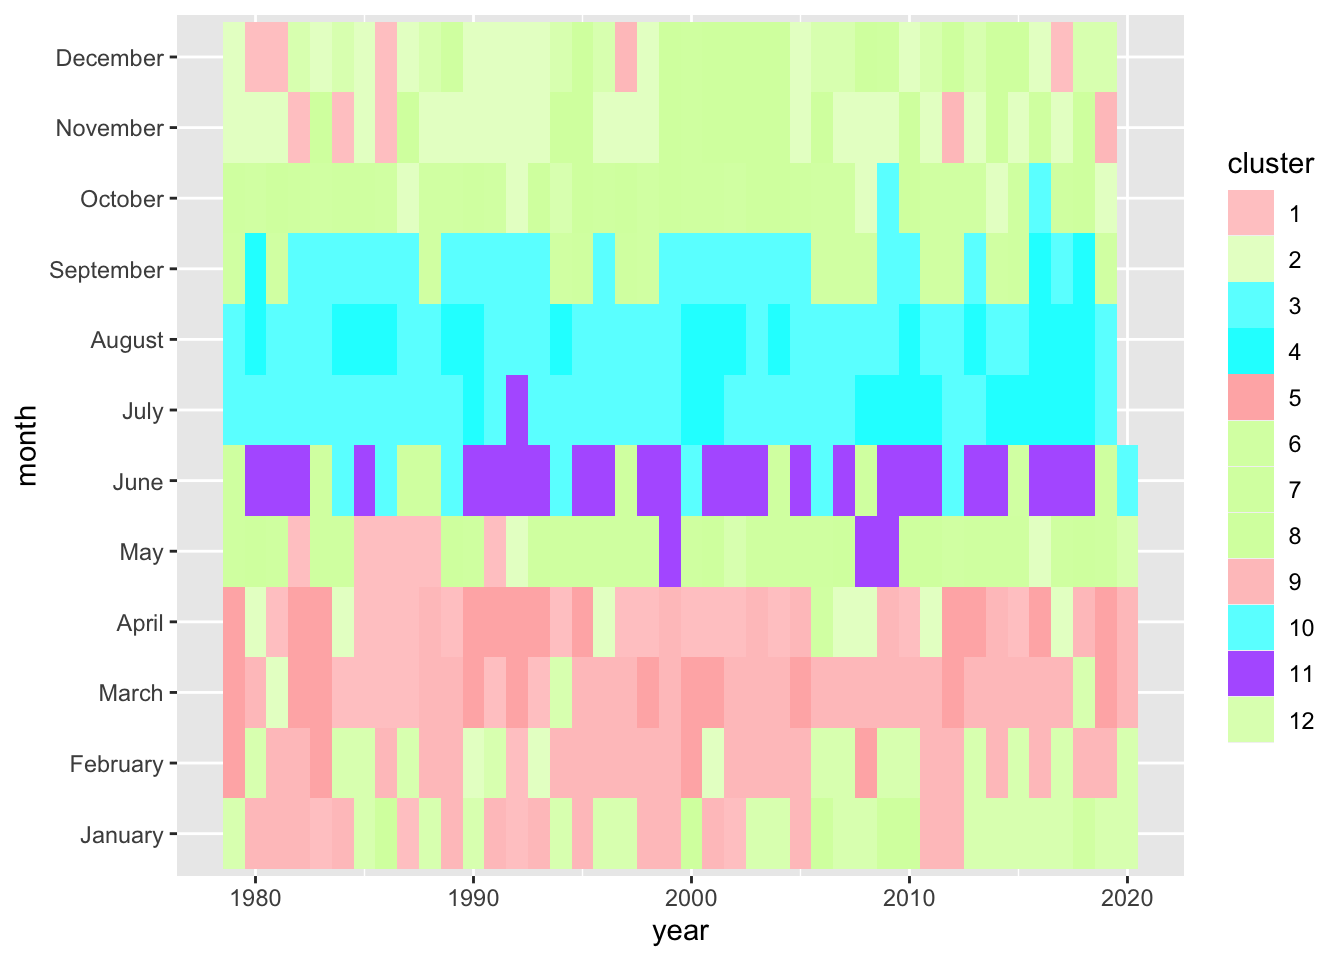 December
November
October
September
August
July
June
May
April
March
February
January
month
1980 1990 2000 2010 2020
year
cluster
1
2
3
4
5
6
7
8
9
10
11
12